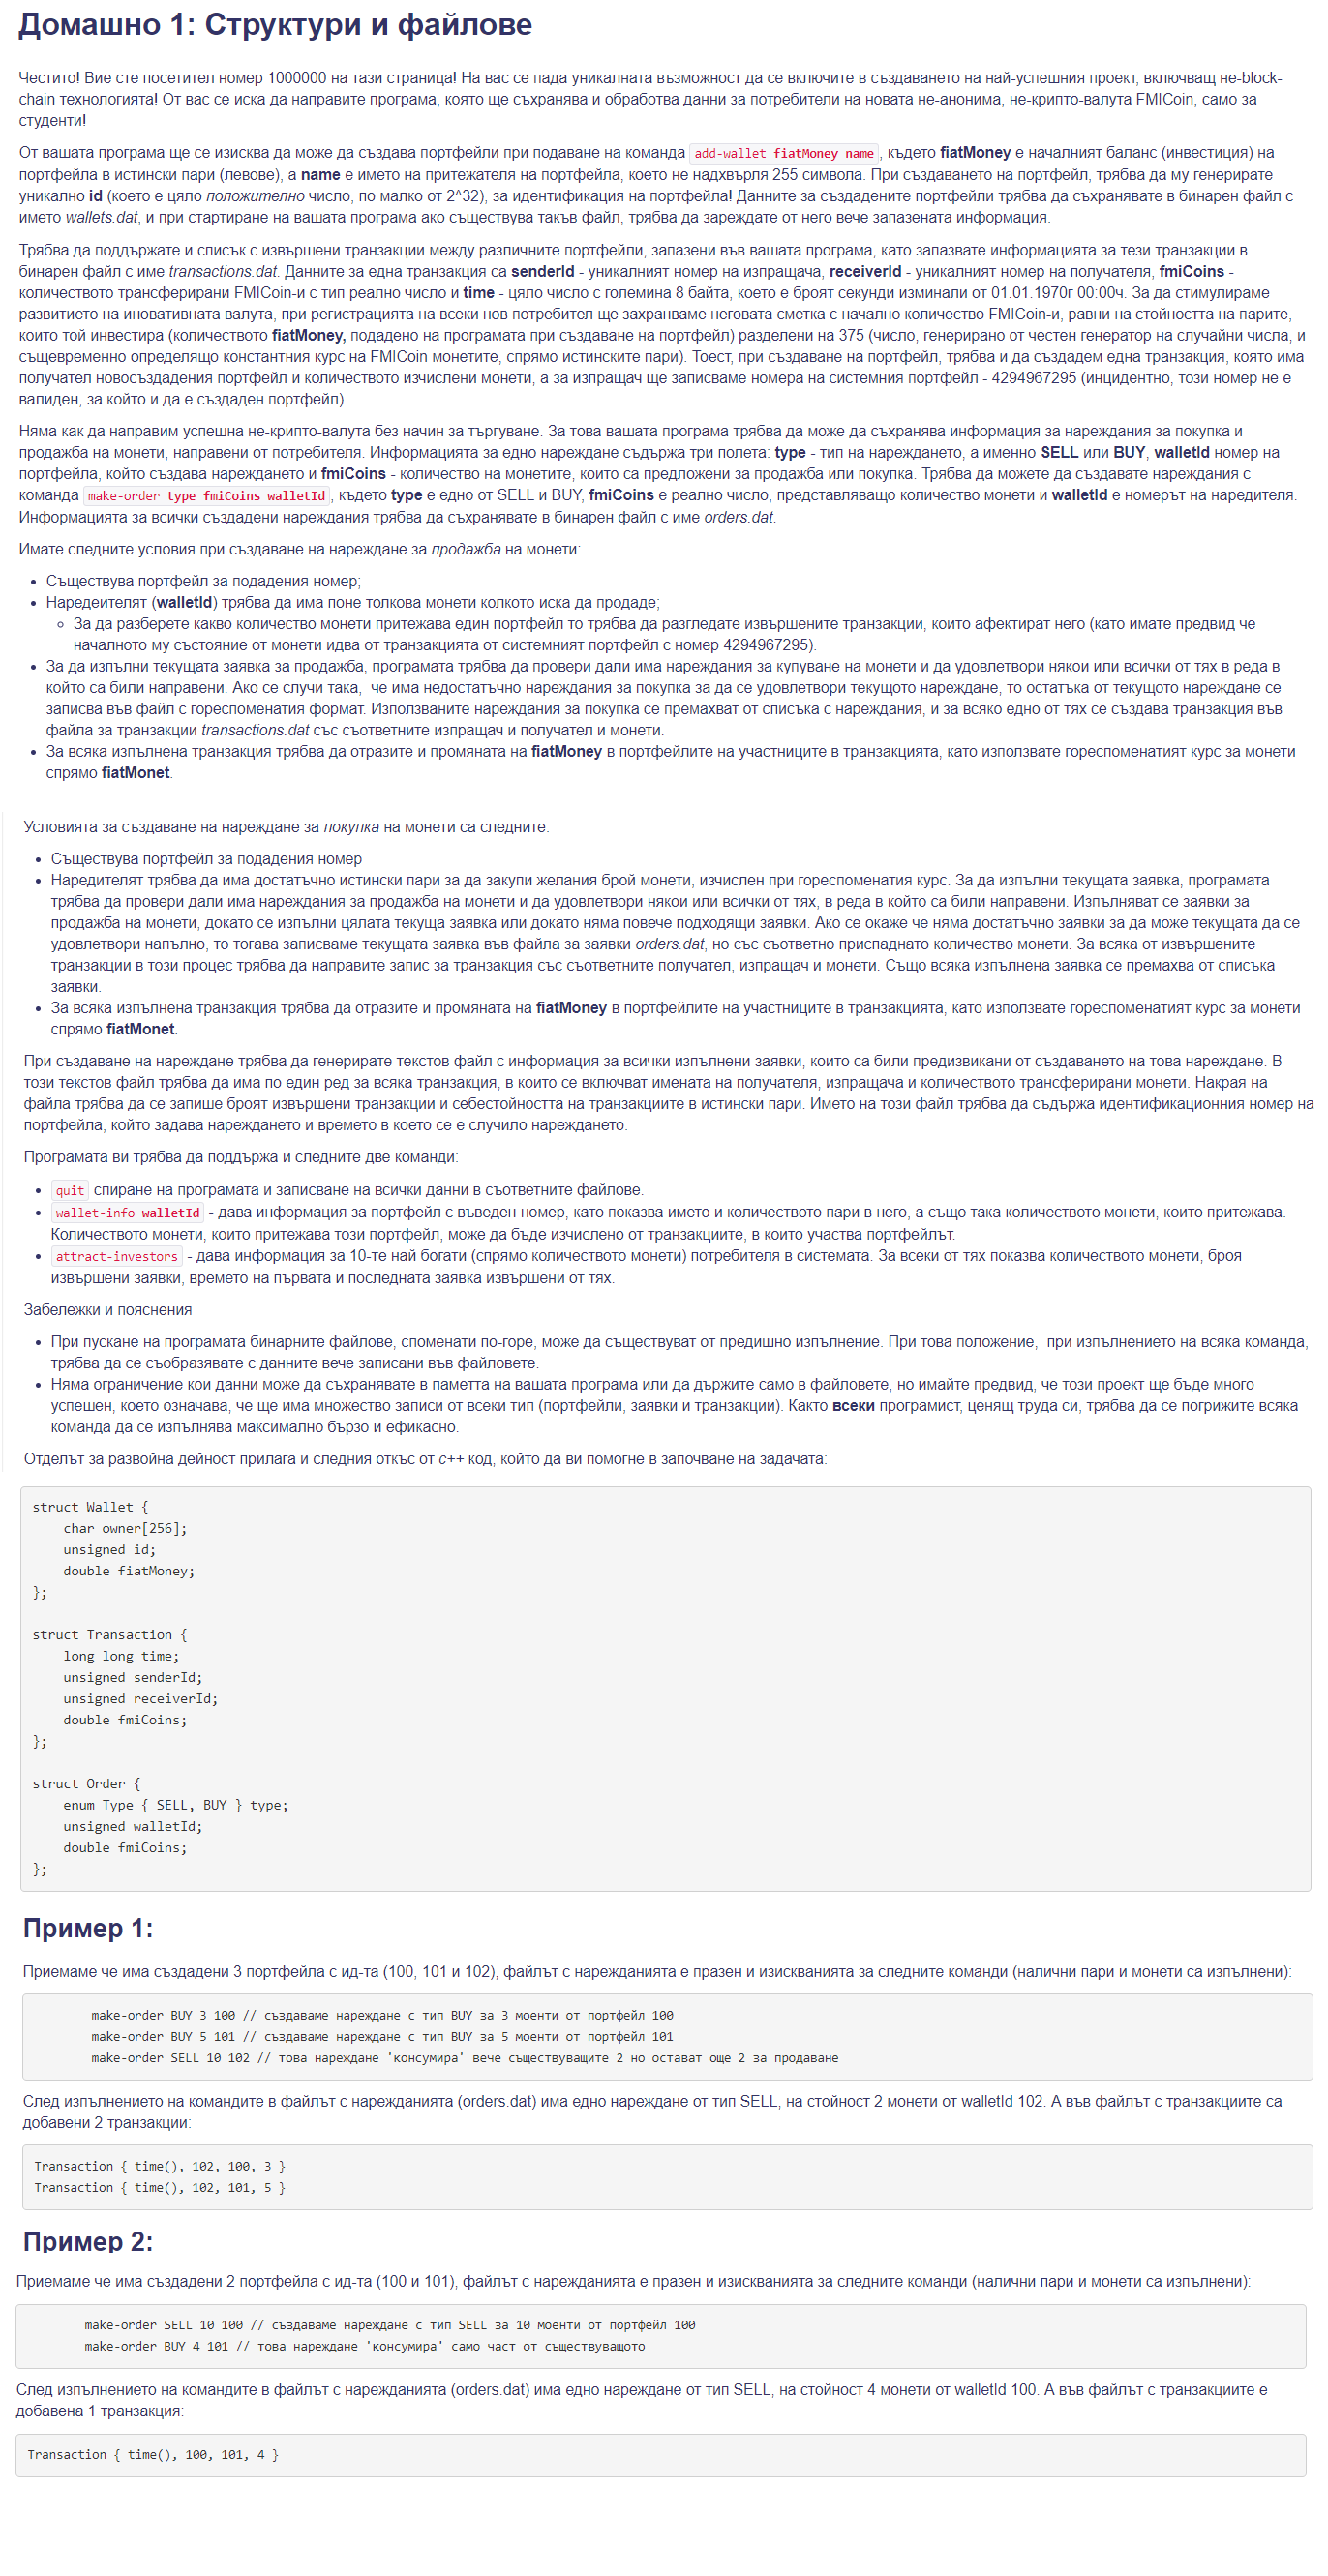 Домашно 1: Структури и файлове
Честито! Вие сте посетител номер 1000000 на тази страница! На вас се пада уникалната възможност да се включите в създаването на най-успешния проект, включващ не-block-
chain технологията! От вас се иска да направите програма, която ще съхранява и обработва данни за потребители на новата не-анонима, не-крипто-валута FMICoin, само за
студенти!
От вашата програма ще се изисква да може да създава портфейли при подаване на команда add-wallet fiatMoney name, където fiatMoney е началният баланс (инвестиция) на
портфейла в истински пари (левове), а name е името на притежателя на портфейла, което не надхвърля 255 символа. При създаването на портфейл, трябва да му генерирате
уникално id (което е цяло положително число, по малко от 2^32), за идентификация на портфейла! Данните за създадените портфейли трябва да съхранявате в бинарен файл с
името wallets.dat, и при стартиране на вашата програма ако съществува такъв файл, трябва да зареждате от него вече запазената информация.
Трябва да поддържате и списък с извършени транзакции между различните портфейли, запазени във вашата програма, като запазвате информацията за тези транзакции в
бинарен файл с име transactions.dat. Данните за една транзакция са senderId - уникалният номер на изпращача, receiverId - уникалният номер на получателя, fmiCoins -
количеството трансферирани FMICoin-и с тип реално число и time - цяло число с големина 8 байта, което е броят секунди изминали от 01.01.1970г 00:00ч. За да стимулираме
развитието на иновативната валута, при регистрацията на всеки нов потребител ще захранваме неговата сметка с начално количество FMICoin-и, равни на стойността на парите,
които той инвестира (количеството fiatMoney, подадено на програмата при създаване на портфейл) разделени на 375 (число, генерирано от честен генератор на случайни числа, и
същевременно определящо константния курс на FMICoin монетите, спрямо истинските пари). Тоест, при създаване на портфейл, трябва и да създадем една транзакция, която има
получател новосъздадения портфейл и количеството изчислени монети, а за изпращач ще записваме номера на системния портфейл - 4294967295 (инцидентно, този номер не е
валиден, за който и да е създаден портфейл).
Няма как да направим успешна не-крипто-валута без начин за търгуване. За това вашата програма трябва да може да съхранява информация за нареждания за покупка и
продажба на монети, направени от потребителя. Информацията за едно нареждане съдържа три полета: type - тип на нареждането, а именно SELL или BUY, walletId номер на
портфейла, който създава нареждането и fmiCoins - количество на монетите, които са предложени за продажба или покупка. Трябва да можете да създавате нареждания с
команда make-order type fmiCoins walletId, където type е едно от SELL и BUY, fmiCoins е реално число, представляващо количество монети и walletId е номерът на наредителя.
Информацията за всички създадени нареждания трябва да съхранявате в бинарен файл с име orders.dat.
Имате следните условия при създаване на нареждане за продажба на монети:
• Съществува портфейл за подадения номер;
• Наредеителят (walletId) трябва да има поне толкова монети колкото иска да продаде;
◦ За да разберете какво количество монети притежава един портфейл то трябва да разгледате извършените транзакции, които афектират него (като имате предвид че
началното му състояние от монети идва от транзакцията от системният портфейл с номер 4294967295).
• За да изпълни текущата заявка за продажба, програмата трябва да провери дали има нареждания за купуване на монети и да удовлетвори някои или всички от тях в реда в
който са били направени. Ако се случи така,  че има недостатъчно нареждания за покупка за да се удовлетвори текущото нареждане, то остатъка от текущото нареждане се
записва във файл с гореспоменатия формат. Използваните нареждания за покупка се премахват от списъка с нареждания, и за всяко едно от тях се създава транзакция във
файла за транзакции transactions.dat със съответните изпращач и получател и монети.
• За всяка изпълнена транзакция трябва да отразите и промяната на fiatMoney в портфейлите на участниците в транзакцията, като използвате гореспоменатият курс за монети
спрямо fiatMonet.
Условията за създаване на нареждане за покупка на монети са следните:
• Съществува портфейл за подадения номер
• Наредителят трябва да има достатъчно истински пари за да закупи желания брой монети, изчислен при гореспоменатия курс. За да изпълни текущата заявка, програмата
трябва да провери дали има нареждания за продажба на монети и да удовлетвори някои или всички от тях, в реда в който са били направени. Изпълняват се заявки за
продажба на монети, докато се изпълни цялата текуща заявка или докато няма повече подходящи заявки. Ако се окаже че няма достатъчно заявки за да може текущата да се
удовлетвори напълно, то тогава записваме текущата заявка във файла за заявки orders.dat, но със съответно приспаднато количество монети. За всяка от извършените
транзакции в този процес трябва да направите запис за транзакция със съответните получател, изпращач и монети. Също всяка изпълнена заявка се премахва от списъка
заявки.
• За всяка изпълнена транзакция трябва да отразите и промяната на fiatMoney в портфейлите на участниците в транзакцията, като използвате гореспоменатият курс за монети
спрямо fiatMonet.
При създаване на нареждане трябва да генерирате текстов файл с информация за всички изпълнени заявки, които са били предизвикани от създаването на това нареждане. В
този текстов файл трябва да има по един ред за всяка транзакция, в които се включват имената на получателя, изпращача и количеството трансферирани монети. Накрая на
файла трябва да се запише броят извършени транзакции и себестойността на транзакциите в истински пари. Името на този файл трябва да съдържа идентификационния номер на
портфейла, който задава нареждането и времето в което се е случило нареждането.
Програмата ви трябва да поддържа и следните две команди:
• quit спиране на програмата и записване на всички данни в съответните файлове.
• wallet-info walletId - дава информация за портфейл с въведен номер, като показва името и количеството пари в него, а също така количеството монети, които притежава.
Количеството монети, които притежава този портфейл, може да бъде изчислено от транзакциите, в които участва портфейлът.
• attract-investors - дава информация за 10-те най богати (спрямо количеството монети) потребителя в системата. За всеки от тях показва количеството монети, броя
извършени заявки, времето на първата и последната заявка извършени от тях.
Забележки и пояснения
• При пускане на програмата бинарните файлове, споменати по-горе, може да съществуват от предишно изпълнение. При това положение,  при изпълнението на всяка команда,
трябва да се съобразявате с данните вече записани във файловете.
• Няма ограничение кои данни може да съхранявате в паметта на вашата програма или да държите само в файловете, но имайте предвид, че този проект ще бъде много
успешен, което означава, че ще има множество записи от всеки тип (портфейли, заявки и транзакции). Както всеки програмист, ценящ труда си, трябва да се погрижите всяка
команда да се изпълнява максимално бързо и ефикасно.
Отделът за развойна дейност прилага и следния откъс от c++ код, който да ви помогне в започване на задачата:
struct Wallet {
char owner[256];
unsigned id;
double fiatMoney;
};
struct Transaction {
long long time;
unsigned senderId;
unsigned receiverId;
double fmiCoins;
};
struct Order {
enum Type { SELL, BUY } type;
unsigned walletId;
double fmiCoins;
};
Пример 1:
Приемаме че има създадени 3 портфейла с ид-та (100, 101 и 102), файлът с нарежданията е празен и изискванията за следните команди (налични пари и монети са изпълнени):
make-order BUY 3 100 // създаваме нареждане с тип BUY за 3 моенти от портфейл 100
make-order BUY 5 101 // създаваме нареждане с тип BUY за 5 моенти от портфейл 101
make-order SELL 10 102 // това нареждане 'консумира' вече съществуващите 2 но остават още 2 за продаване
След изпълнението на командите в файлът с нарежданията (orders.dat) има едно нареждане от тип SELL, на стойност 2 монети от walletId 102. А във файлът с транзакциите са
добавени 2 транзакции:
Transaction { time(), 102, 100, 3 }
Transaction { time(), 102, 101, 5 }
Пример 2:
Приемаме че има създадени 2 портфейла с ид-та (100 и 101), файлът с нарежданията е празен и изискванията за следните команди (налични пари и монети са изпълнени):
make-order SELL 10 100 // създаваме нареждане с тип SELL за 10 моенти от портфейл 100
make-order BUY 4 101 // това нареждане 'консумира' само част от съществуващото
След изпълнението на командите в файлът с нарежданията (orders.dat) има едно нареждане от тип SELL, на стойност 4 монети от walletId 100. А във файлът с транзакциите е
добавена 1 транзакция:
Transaction { time(), 100, 101, 4 }